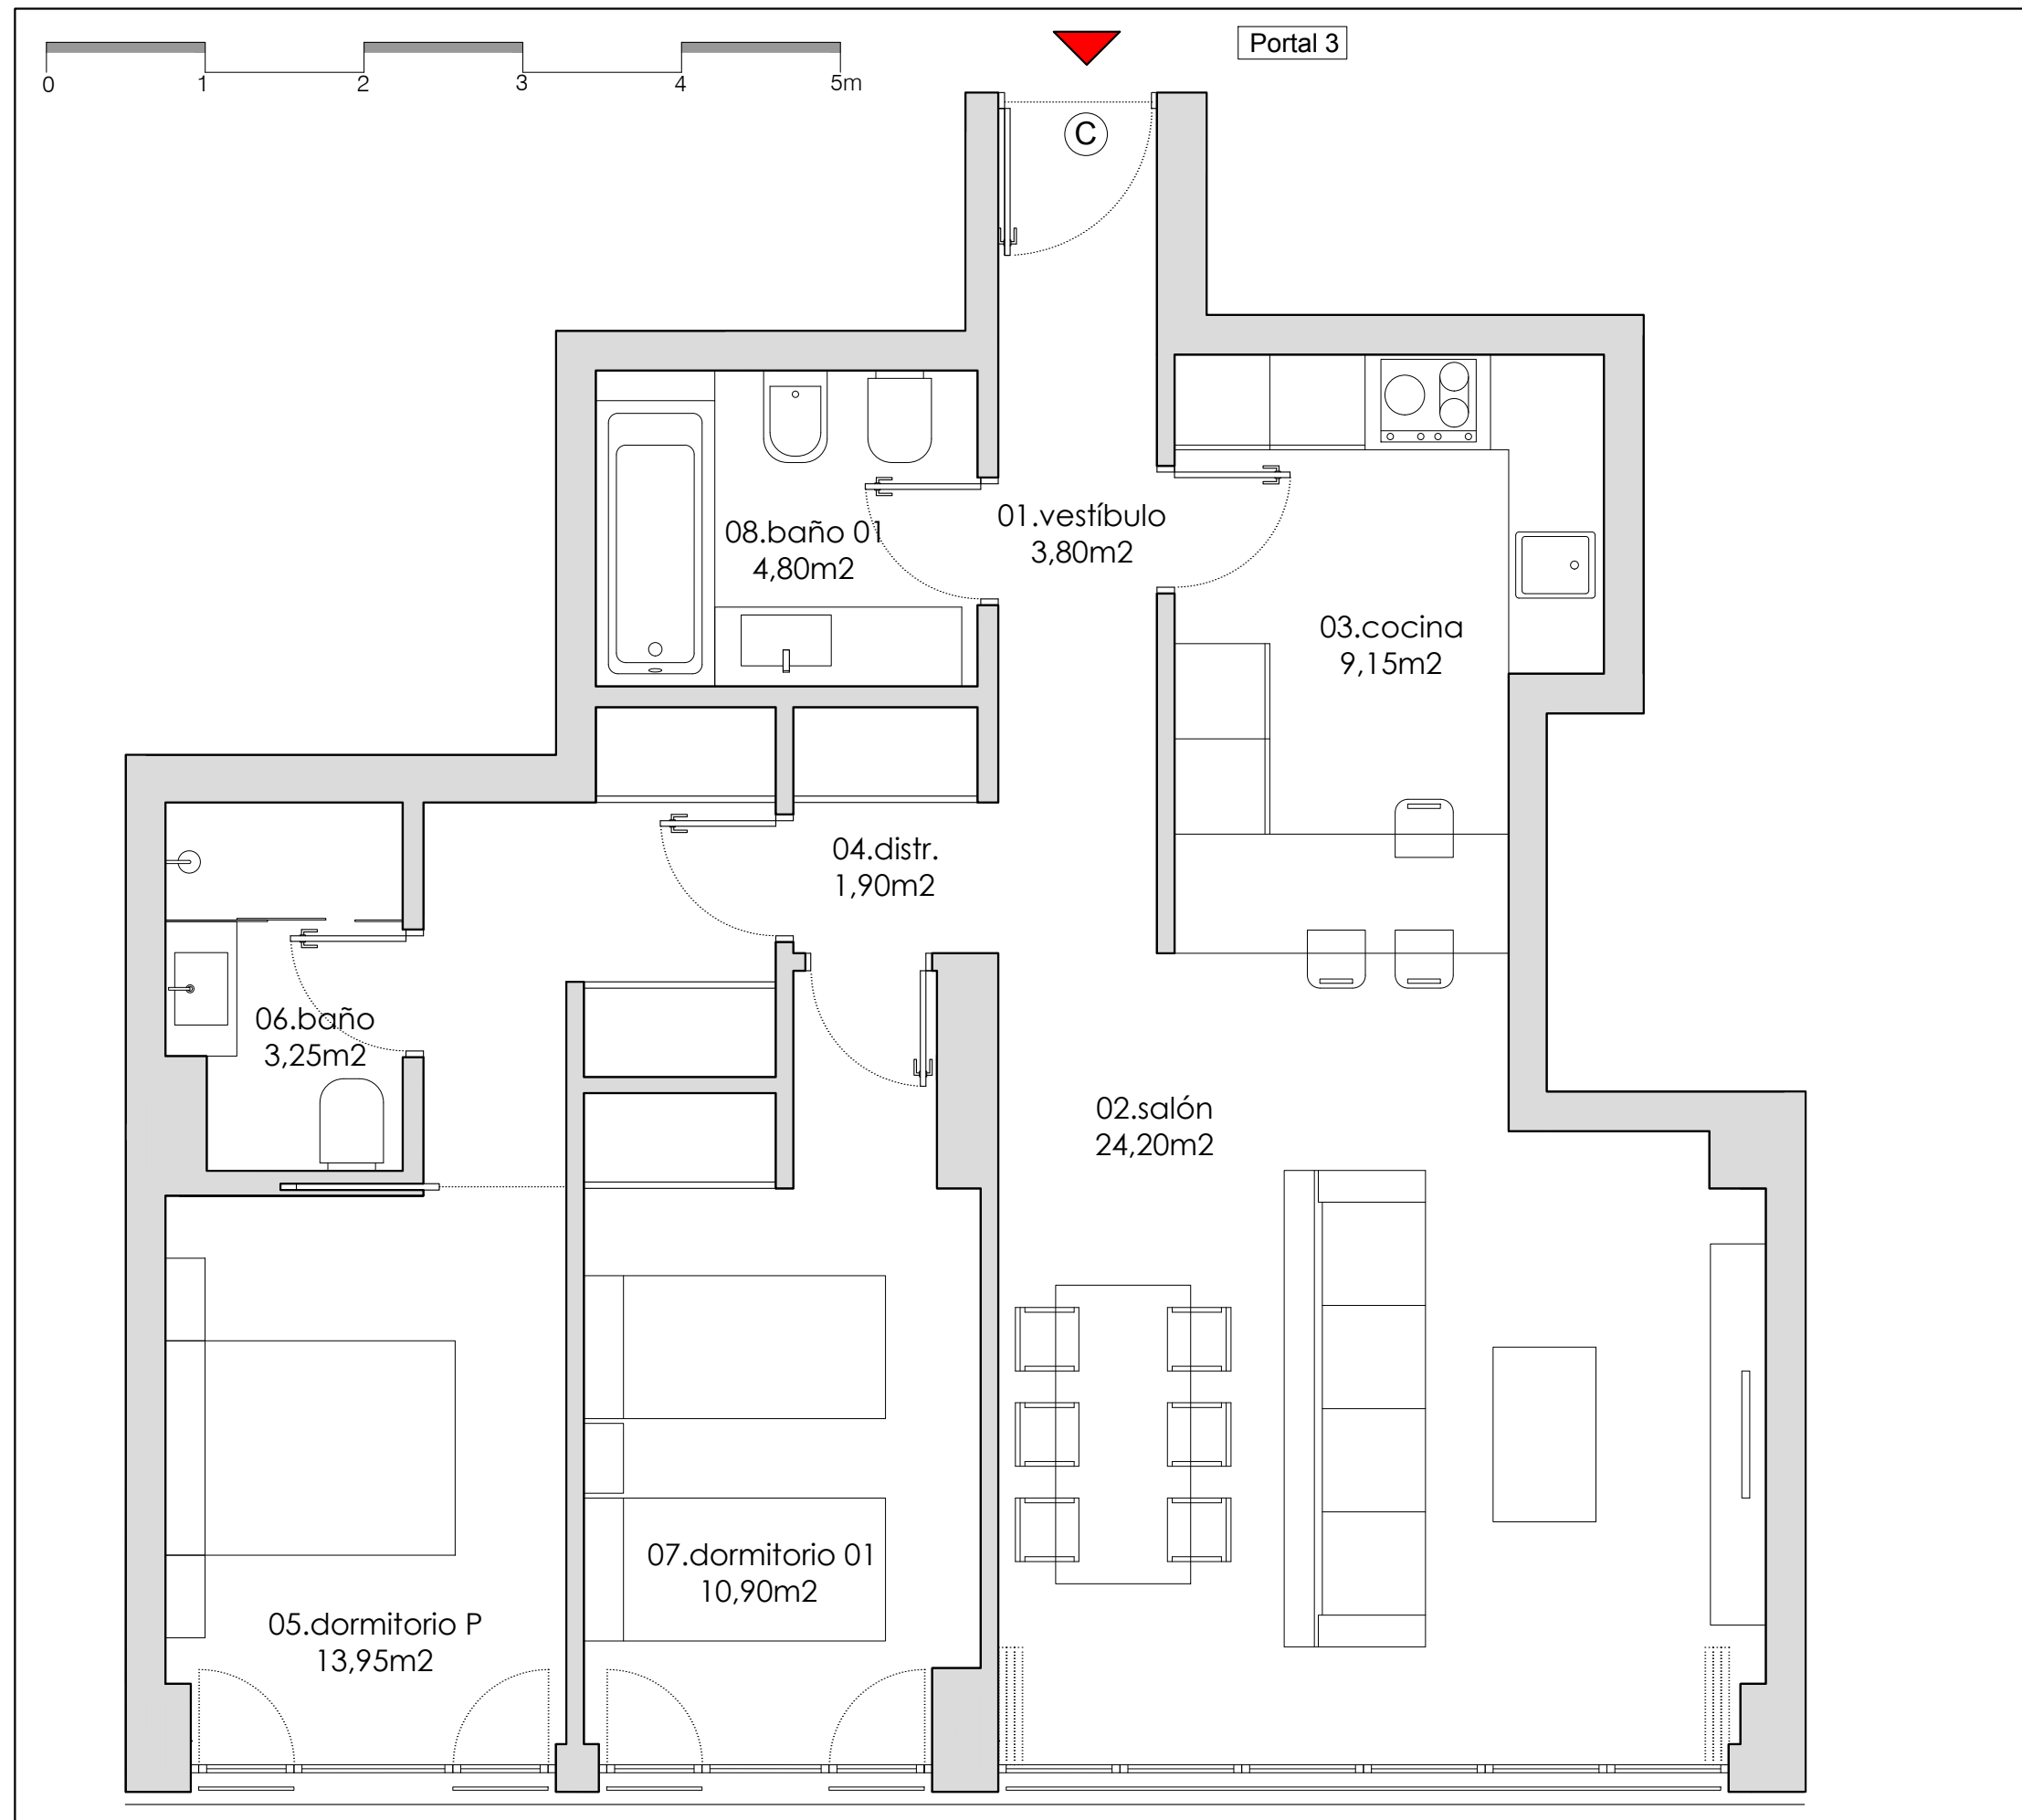 Portal 3
0 1 2 3 4 5m
C
01.vestíbulo
3,80m2
08.baño 01
4,80m2
03.cocina
9,15m2
04.distr.
1,90m2
06.baño
3,25m2
02.salón
24,20m2
07.dormitorio 01
10,90m2
05.dormitorio P
13,95m2